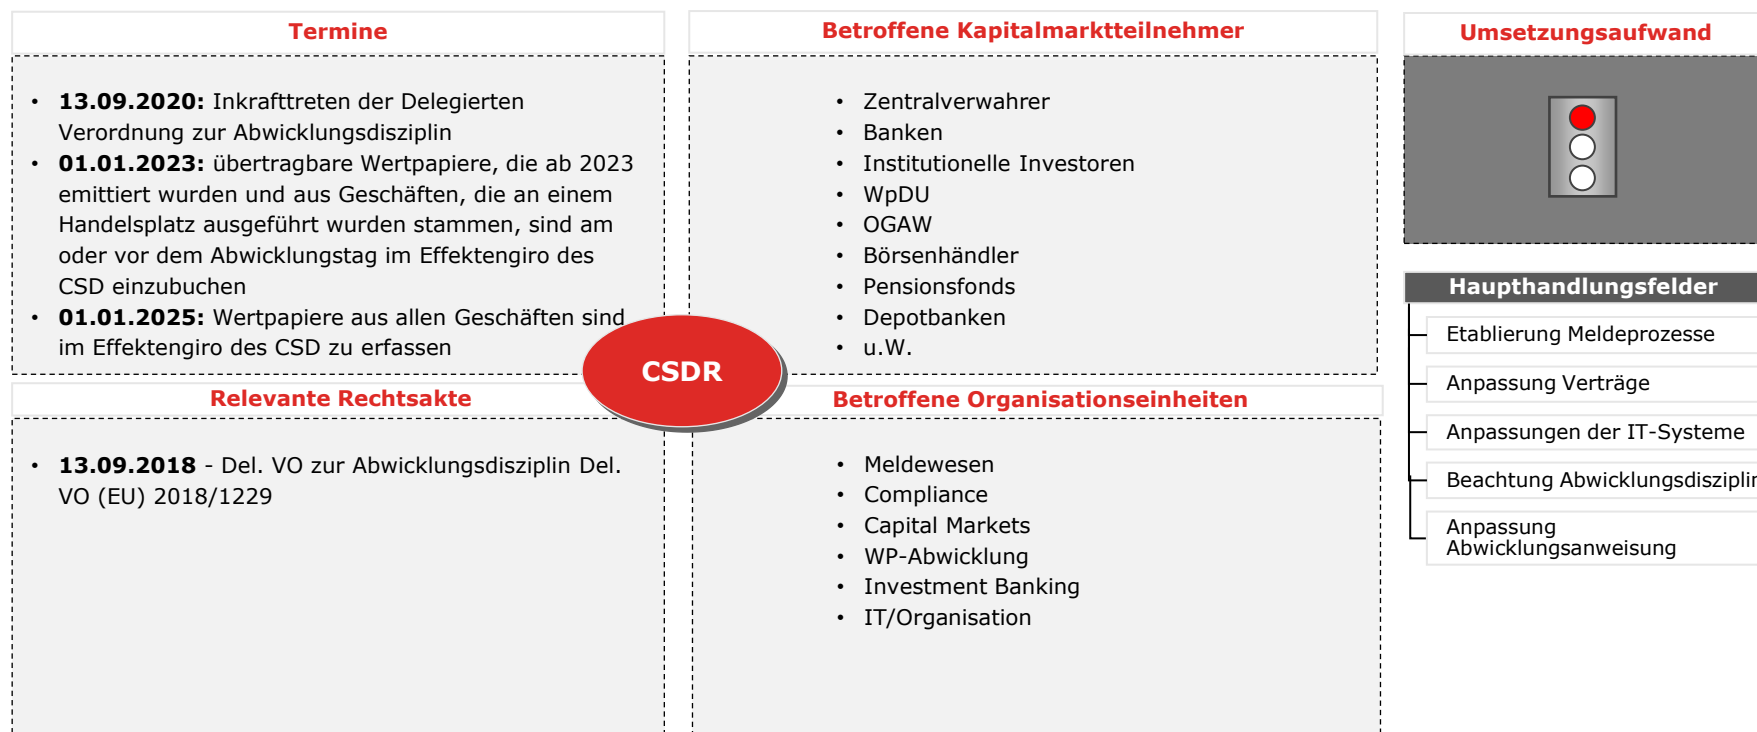 Termine
• 13.09.2020: Inkrafttreten der Delegierten
Verordnung zur Abwicklungsdisziplin
• 01.01.2023: übertragbare Wertpapiere, die ab 2023
emittiert wurden und aus Geschäften, die an einem
Handelsplatz ausgeführt wurden stammen, sind am
oder vor dem Abwicklungstag im Effektengiro des
CSD einzubuchen
• 01.01.2025: Wertpapiere aus allen Geschäften sind
im Effektengiro des CSD zu erfassen
Betroffene Kapitalmarktteilnehmer
• Zentralverwahrer
• Banken
• Institutionelle Investoren
• WpDU
• OGAW
• Börsenhändler
• Pensionsfonds
• Depotbanken
• u.W.
CSDR
Relevante Rechtsakte
• 13.09.2018 - Del. VO zur Abwicklungsdisziplin Del.
VO (EU) 2018/1229
Betroffene Organisationseinheiten
• Meldewesen
• Compliance
• Capital Markets
• WP-Abwicklung
• Investment Banking
• IT/Organisation
Umsetzungsaufwand
Haupthandlungsfelder
Etablierung Meldeprozesse
Anpassung Verträge
Anpassungen der IT-Systeme
Beachtung Abwicklungsdisziplin
Anpassung
Abwicklungsanweisung